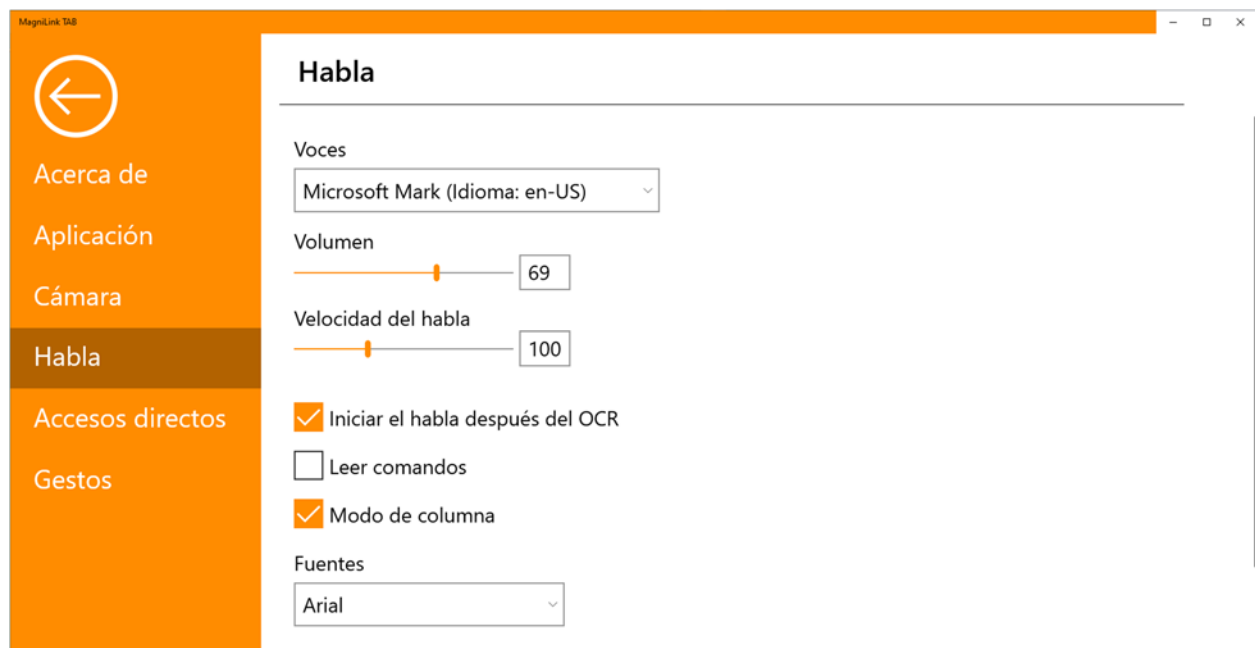 MagniLink TAB
Habla
Acerca de
Aplicación
Cámara
Habla
Accesos directos
Gestos
Voces
Microsoft Mark (Idioma: en-US)
Volumen
69
Velocidad del habla
100
Iniciar el habla después del OCR
Leer comandos
Modo de columna
Fuentes
Arial